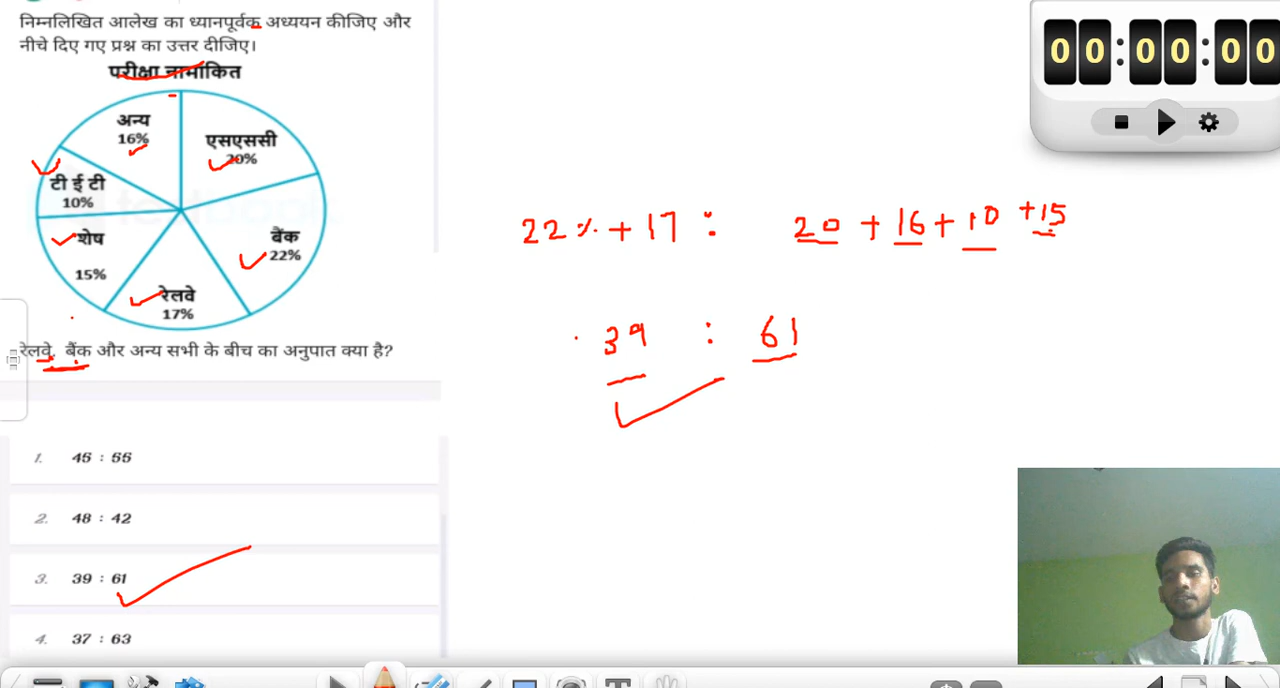 निम्नलिखित आलेख का ध्यानपूर्वक अध्ययन कीजिए और
नीचे दिए गए प्रश्न का उत्तर दीजिए।
परीक्षा नामांकित
अन्य
16%
एसएससी
20%
टी ई टी
10%
शेष
15%
बैंक
22%
रेलवे
17%
रेलवे, बैंक और अन्य सभी के बीच का अनुपात क्या है?
1. 45 : 55
2. 48 : 42
3. 39 : 61
4. 37 : 63
22% + 17 : 20 + 16 + 10 + 15
39 : 61
00:00:00